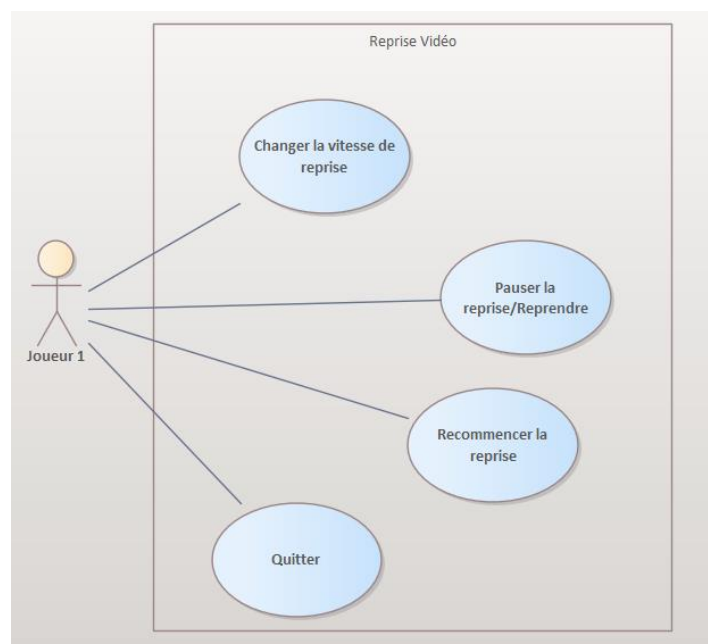 Reprise Vidéo
Changer la vitesse de
reprise
Pauser la
reprise/Reprendre
Joueur 1
Recommencer la
reprise
Quitter